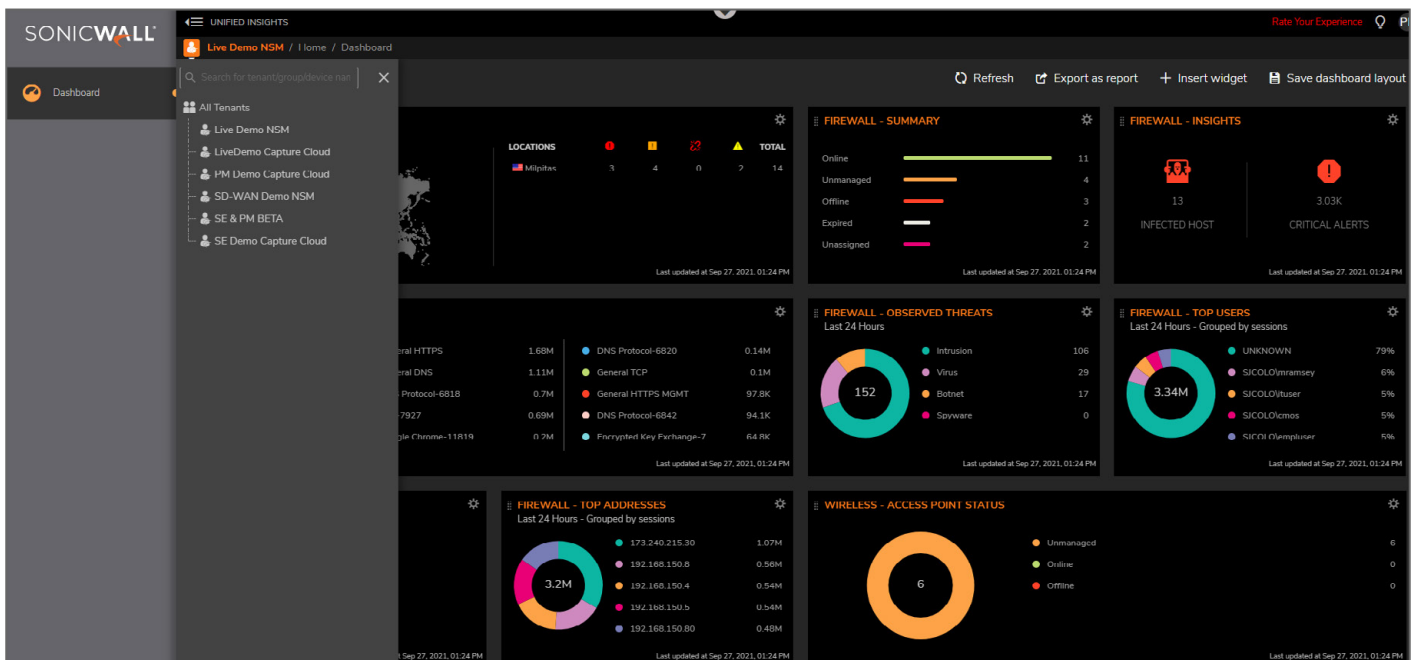 SONICWALL
UNIFIED INSIGHTS
Rate Your Experience
Live Demo NSM / Home / Dashboard
Dashboard
Search for tenant/group/device nam
Refresh
Export as report
Insert widget
Save dashboard layout
All Tenants
Live Demo NSM
LiveDemo Capture Cloud
PM Demo Capture Cloud
SD-WAN Demo NSM
SE & PM BETA
SE Demo Capture Cloud
LOCATIONS TOTAL
Milpitas 3 4 0 2 14
Last updated at Sep 27, 2021, 01:24 PM
FIREWALL - SUMMARY
Online 11
Unmanaged 4
Offline 3
Expired 2
Unassigned 2
Last updated at Sep 27, 2021, 01:24 PM
FIREWALL - INSIGHTS
13
INFECTED HOST
3.03K
CRITICAL ALERTS
Last updated at Sep 27, 2021, 01:24 PM
eral HTTPS 1.68M
eral DNS 1.11M
Protocol-6818 0.7M
-7927 0.69M
gle Chrome-11819 0.2M
DNS Protocol-6820 0.14M
General TCP 0.1M
General HTTPS MGMT 97.8K
DNS Protocol-6842 94.1K
Encrypted Key Exchange-7 64.8K
Last updated at Sep 27, 2021, 01:24 PM
FIREWALL - OBSERVED THREATS
Last 24 Hours
152
Intrusion 106
Virus 29
Botnet 17
Spyware 0
Last updated at Sep 27, 2021, 01:24 PM
FIREWALL - TOP USERS
Last 24 Hours - Grouped by sessions
3.34M
UNKNOWN 79%
SJCOLO\mramsey 6%
SJCOLO\ituser 5%
SJCOLO\cmos 5%
SJCOLO\empluser 5%
Last updated at Sep 27, 2021, 01:24 PM
Sep 27, 2021, 01:24 PM
FIREWALL - TOP ADDRESSES
Last 24 Hours - Grouped by sessions
3.2M
173.240.215.30 1.07M
192.168.150.8 0.56M
192.168.150.4 0.54M
192.168.150.5 0.54M
192.168.150.80 0.48M
Last updated at Sep 27, 2021, 01:24 PM
WIRELESS - ACCESS POINT STATUS
6
Unmanaged 6
Online 0
Offline 0
Last updated at Sep 27, 2021, 01:24 PM